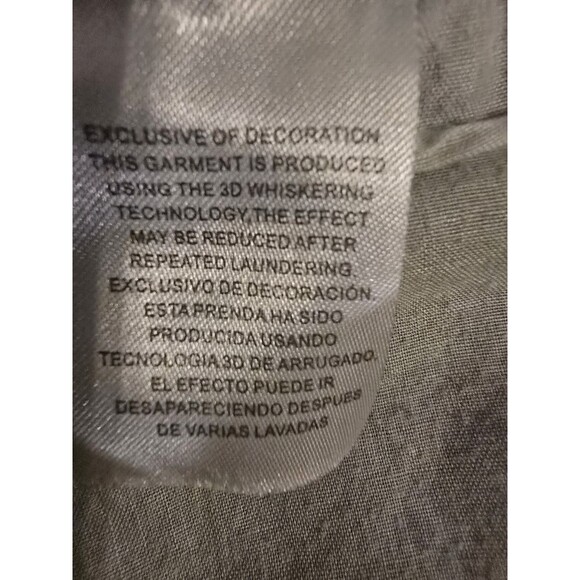 EXCLUSIVE OF DECORATION.
THIS GARMENT IS PRODUCED
USING THE 3D WHISKERING
TECHNOLOGY,THE EFFECT
MAY BE REDUCED AFTER
REPEATED LAUNDERING.
EXCLUSIVO DE DECORACIÓN.
ESTA PRENDA HA SIDO
PRODUCIDA USANDO
TECNOLOGIA 3D DE ARRUGADO.
EL EFECTO PUEDE IR
DESAPARECIENDO DESPUES
DE VARIAS LAVADAS